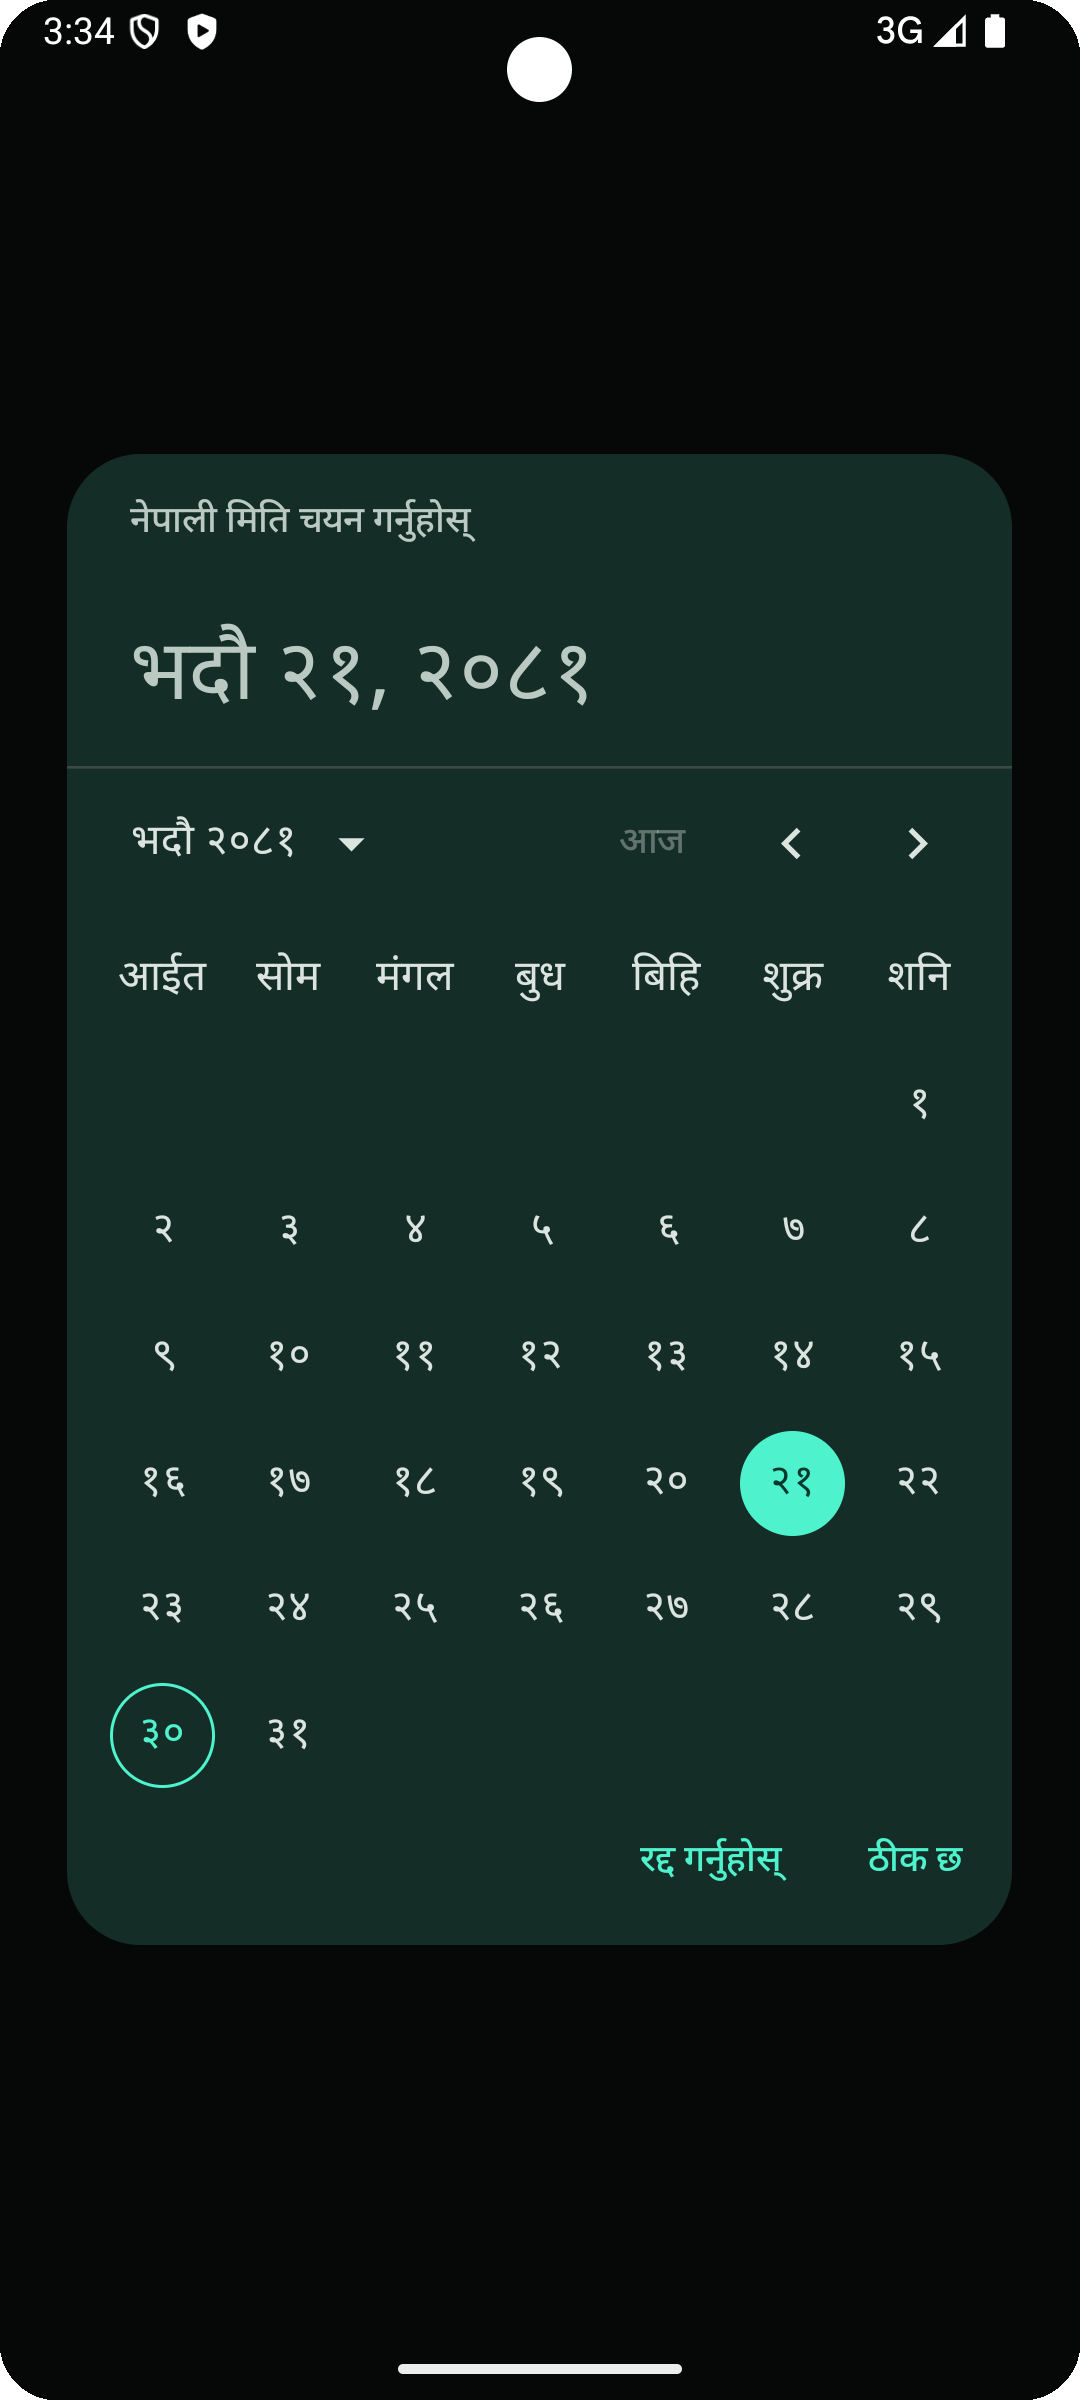 3:34 3G
नेपाली मिति चयन गर्नुहोस्
भदौ २१, २०८१
भदौ २०८१ आज
आईत सोम मंगल बुध बिहि शुक्र शनि
१
२ ३ ४ ५ ६ ७ ८
९ १० ११ १२ १३ १४ १५
१६ १७ १८ १९ २० २१ २२
२३ २४ २५ २६ २७ २८ २९
३० ३१
रद्द गर्नुहोस् ठीक छ